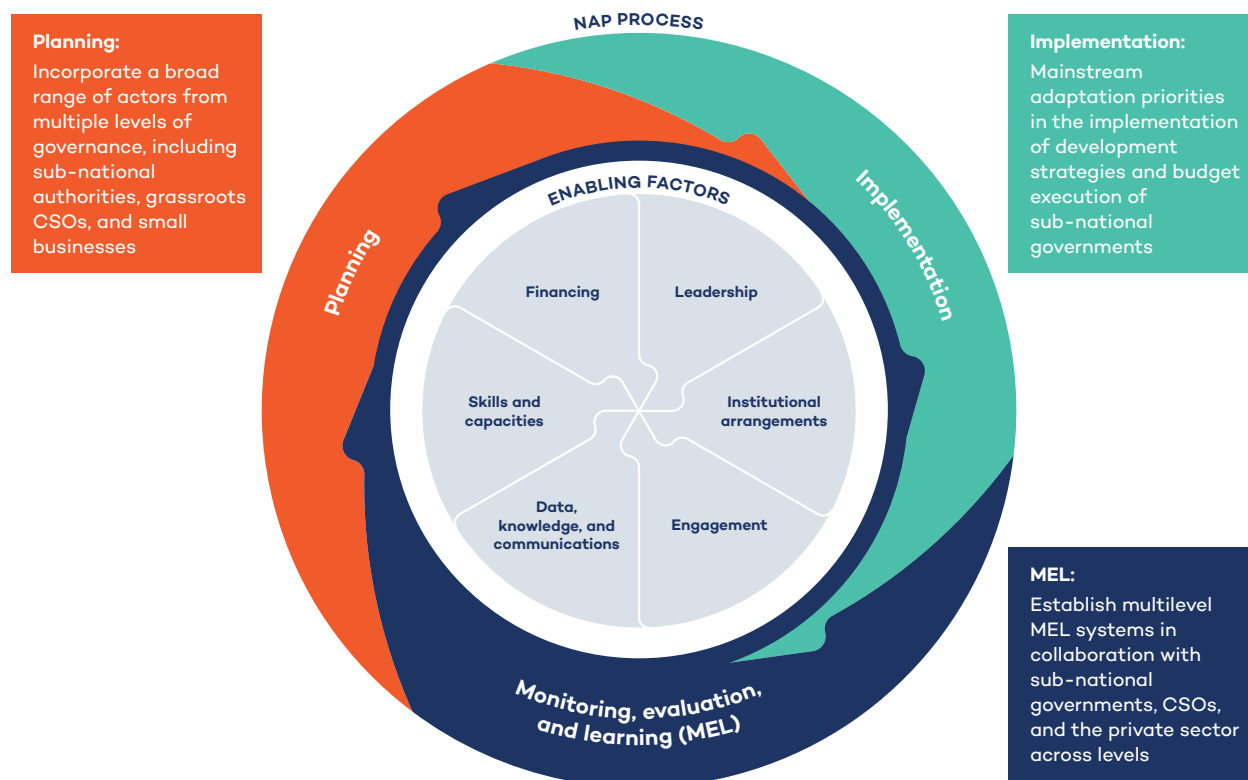 NAP PROCESS
Planning:
Incorporate a broad
range of actors from
multiple levels of
governance, including
sub-national
authorities, grassroots
CSOs, and small
businesses
Implementation:
Mainstream
adaptation priorities
in the implementation
of development
strategies and budget
execution of
sub-national
governments
Planning
Implementation
ENABLING FACTORS
Financing
Leadership
Skills and
capacities
Institutional
arrangements
Data,
knowledge, and
communications
Engagement
Monitoring, evaluation,
and learning (MEL)
MEL:
Establish multilevel
MEL systems in
collaboration with
sub-national
governments, CSOs,
and the private sector
across levels